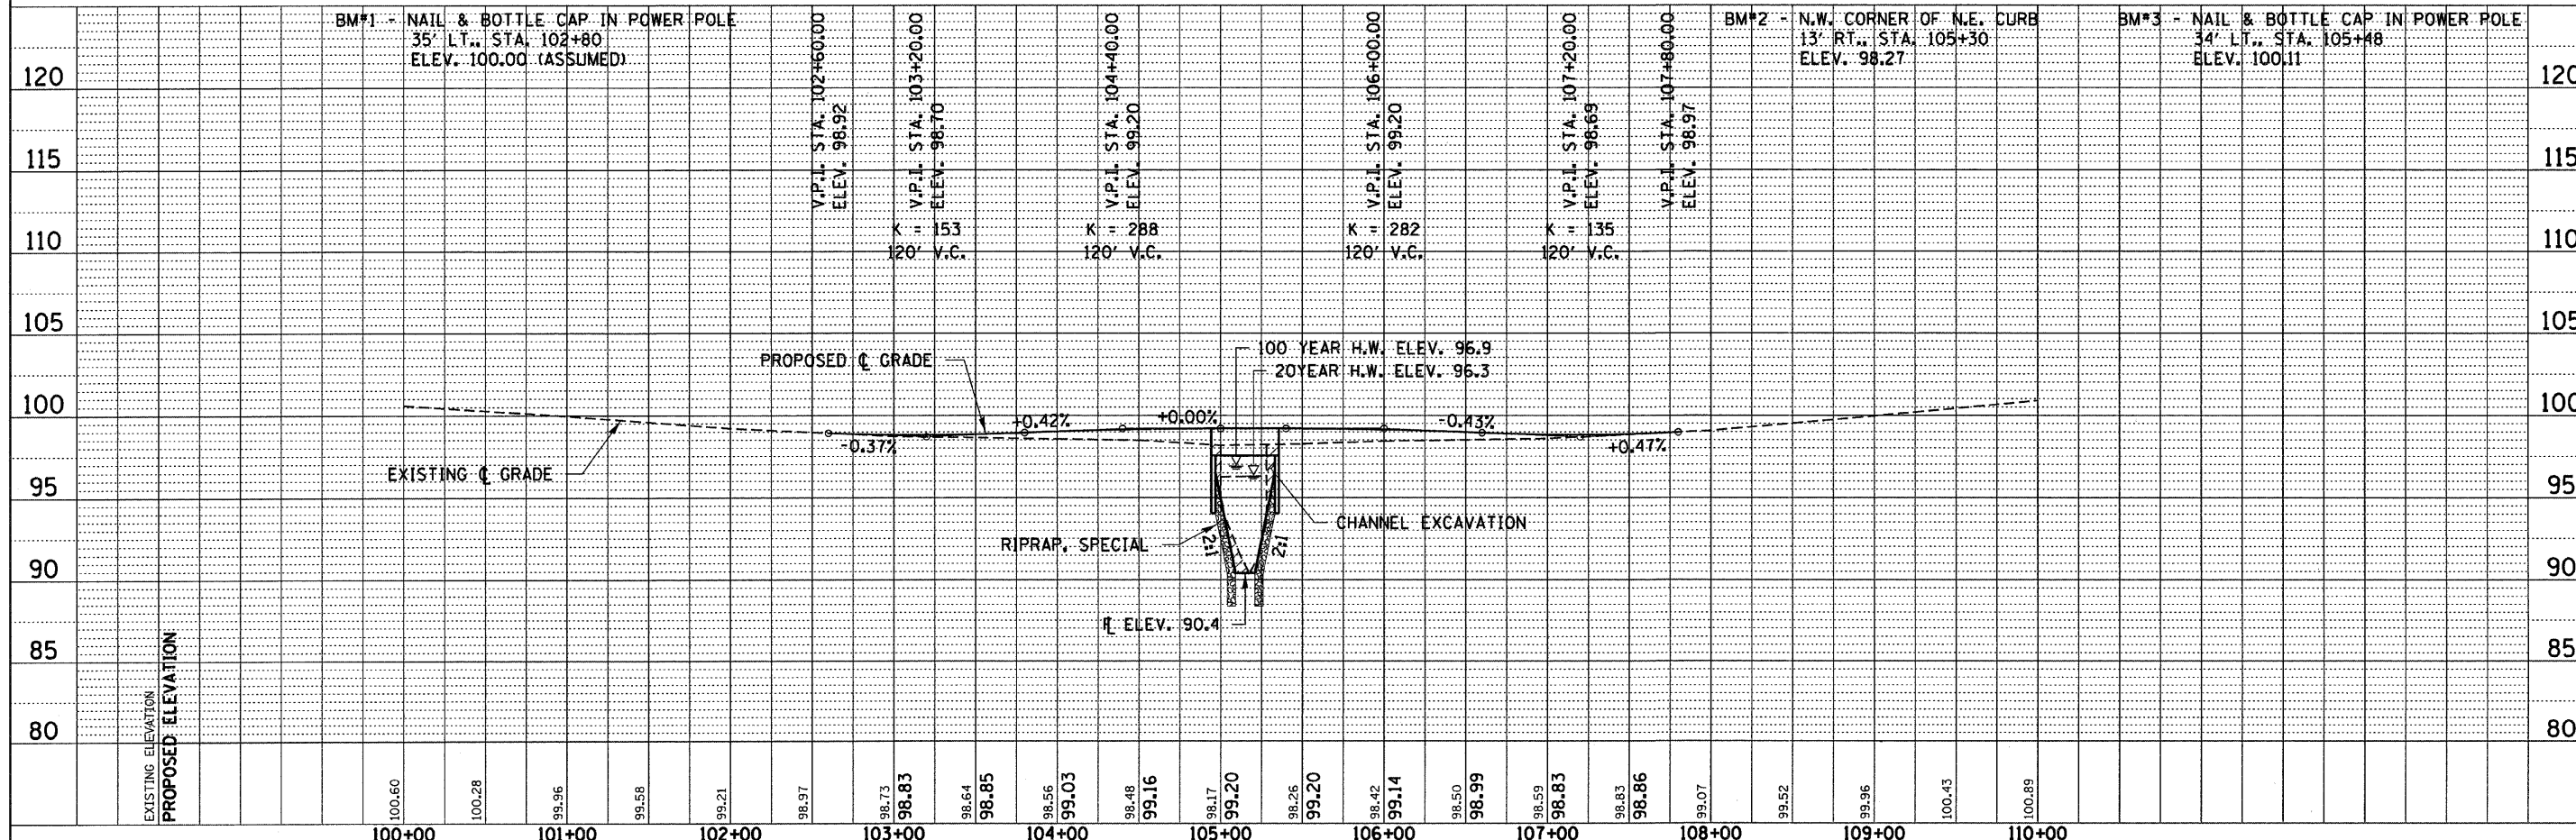 BM#1 - NAIL & BOTTLE CAP IN POWER POLE
35' LT., STA. 102+80
ELEV. 100.00 (ASSUMED)
BM#2 - N.W. CORNER OF N.E. CURB
13' RT., STA. 105+30
ELEV. 98.27
BM#3 - NAIL & BOTTLE CAP IN POWER POLE
34' LT., STA. 105+48
ELEV. 100.11
V.P.I. STA. 102+60.00
ELEV. 98.92
V.P.I. STA. 103+20.00
ELEV. 98.70
V.P.I. STA. 104+40.00
ELEV. 99.20
V.P.I. STA. 106+00.00
ELEV. 99.20
V.P.I. STA. 107+20.00
ELEV. 98.69
V.P.I. STA. 107+80.00
ELEV. 98.97
K = 153
120' V.C.
K = 288
120' V.C.
K = 282
120' V.C.
K = 135
120' V.C.
120 120
115 115
110 110
105 105
100 100
95 95
90 90
85 85
80 80
PROPOSED ℄ GRADE
100 YEAR H.W. ELEV. 96.9
20YEAR H.W. ELEV. 96.3
-0.37%
+0.42%
+0.00%
-0.43%
+0.47%
EXISTING ℄ GRADE
CHANNEL EXCAVATION
RIPRAP, SPECIAL
2:1
2:1
FL ELEV. 90.4
EXISTING ELEVATION
PROPOSED ELEVATION
100.60
100.28
99.96
99.58
99.21
98.97
98.73
98.83
98.64
98.85
98.56
99.03
98.48
99.16
98.17
99.20
98.26
99.20
98.42
99.14
98.50
98.99
98.59
98.83
98.83
98.86
99.07
99.52
99.96
100.43
100.89
100+00 101+00 102+00 103+00 104+00 105+00 106+00 107+00 108+00 109+00 110+00